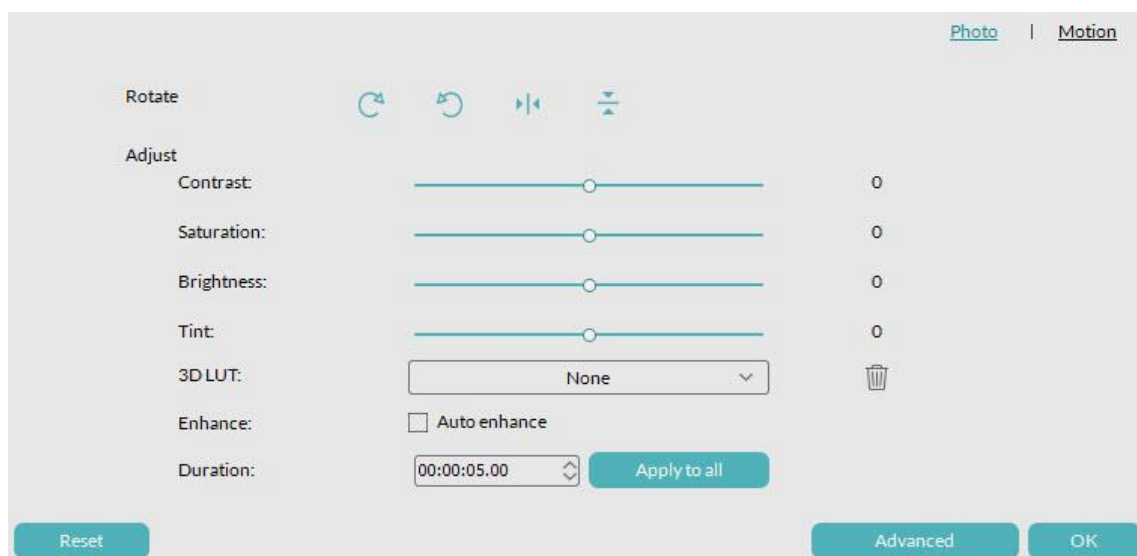 Photo | Motion
Rotate
Adjust
Contrast: 0
Saturation: 0
Brightness: 0
Tint: 0
3D LUT: None
Enhance: Auto enhance
Duration: 00:00:05.00 Apply to all
Reset Advanced OK